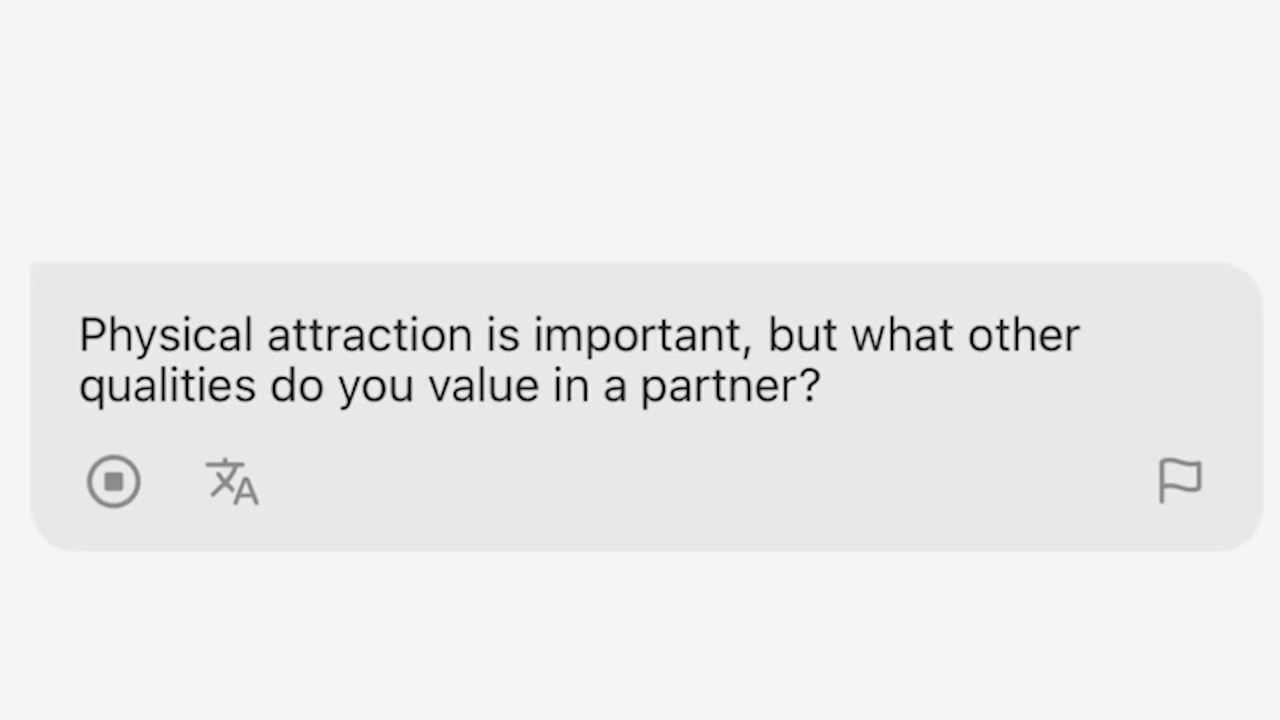 Physical attraction is important, but what other
qualities do you value in a partner?